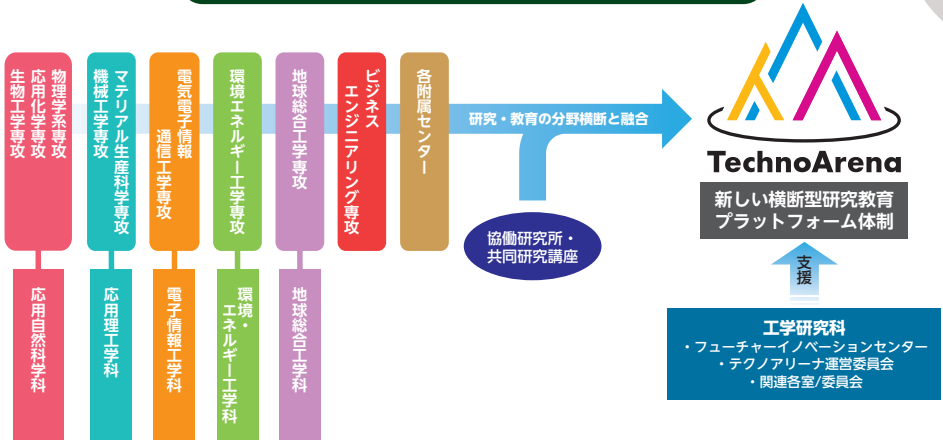 物理学系専攻
応用化学専攻
生物工学専攻
マテリアル生産科学専攻
機械工学専攻
電気電子情報
通信工学専攻
環境エネルギー工学専攻
地球総合工学専攻
ビジネス
エンジニアリング専攻
各附属センター
研究・教育の分野横断と融合
協働研究所・
共同研究講座
TechnoArena
新しい横断型研究教育
プラットフォーム体制
支援
工学研究科
・フューチャーイノベーションセンター
・テクノアリーナ運営委員会
・関連各室/委員会
応用自然科学科
応用理工学科
電子情報工学科
環境・
エネルギー工学科
地球総合工学科